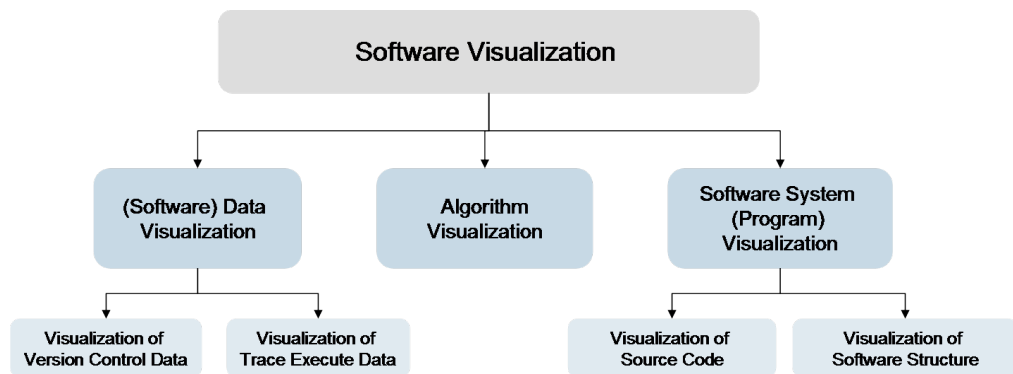 Software Visualization
(Software) Data
Visualization
Algorithm
Visualization
Software System
(Program)
Visualization
Visualization of
Version Control Data
Visualization of
Trace Execute Data
Visualization of
Source Code
Visualization of
Software Structure